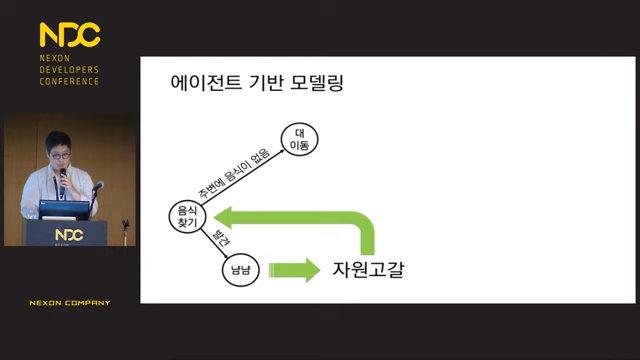 NDC
NEXON
DEVELOPERS
CONFERENCE
에이전트 기반 모델링
대
이동
주변에 음식이 없음
음식
찾기
발견
냠냠
자원고갈
NDC
NEXON COMPANY